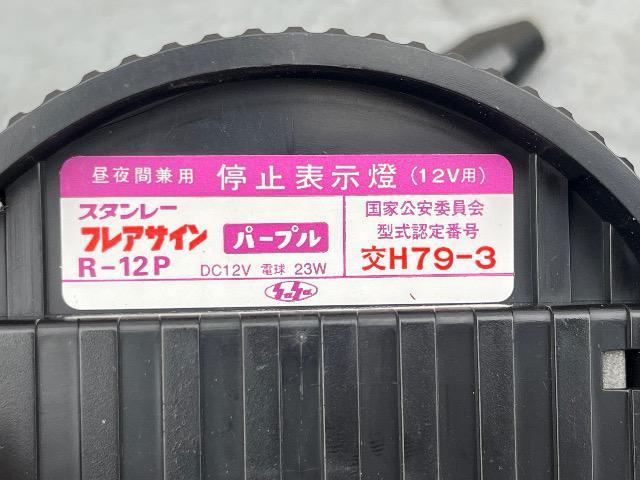 昼夜間兼用 停止表示燈 (12V用)
スタンレー
フレアサイン パープル
R-12P DC12V 電球 23W
国家公安委員会
型式認定番号
交H79-3